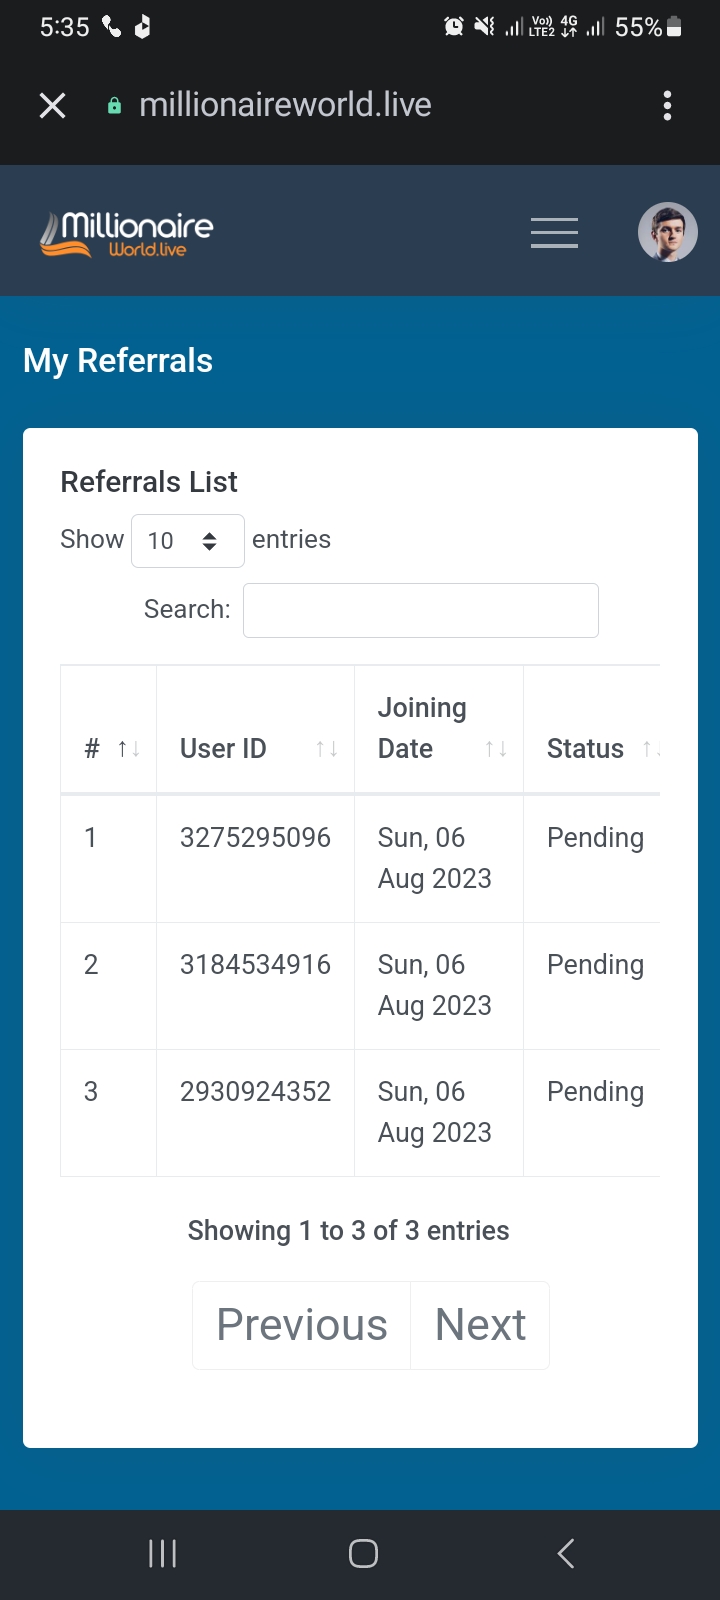 5:35 Vo)) LTE2 4G 55%
millionaireworld.live
Millionaire
World.live
My Referrals
Referrals List
Show 10 entries
Search:
# User ID Joining Date Status
1 3275295096 Sun, 06 Aug 2023 Pending
2 3184534916 Sun, 06 Aug 2023 Pending
3 2930924352 Sun, 06 Aug 2023 Pending
Showing 1 to 3 of 3 entries
Previous Next